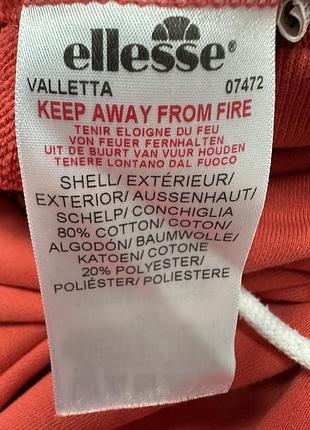 ellesse®
VALLETTA 07472
KEEP AWAY FROM FIRE
TENIR ELOIGNE DU FEU
VON FEUER FERNHALTEN
UIT DE BUURT VAN VUUR HOUDEN
TENERE LONTANO DAL FUOCO
SHELL/EXTÉRIEUR/
EXTERIOR/AUSSENHAUT/
SCHELP/CONCHIGLIA
80% COTTON/COTON/
ALGODÓN/BAUMWOLLE/
KATOEN/COTONE
20% POLYESTER/
POLIÉSTER/POLIESTERE